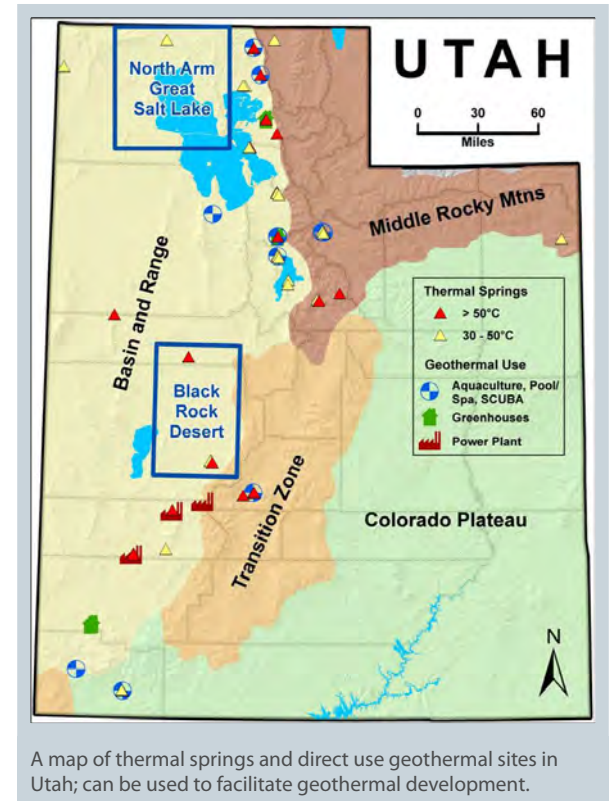 UTAH
0 30 60
Miles
North Arm
Great
Salt Lake
Middle Rocky Mtns
Basin and Range
Thermal Springs
> 50°C
30 - 50°C
Geothermal Use
Aquaculture, Pool/
Spa, SCUBA
Greenhouses
Power Plant
Black
Rock
Desert
Transition Zone
Colorado Plateau
N
A map of thermal springs and direct use geothermal sites in
Utah; can be used to facilitate geothermal development.